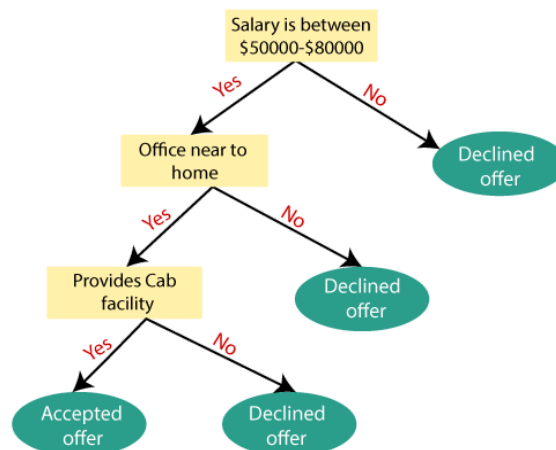 Salary is between
$50000-$80000
Yes
No
Office near to
home
Declined
offer
Yes
No
Provides Cab
facility
Declined
offer
Yes
No
Accepted
offer
Declined
offer